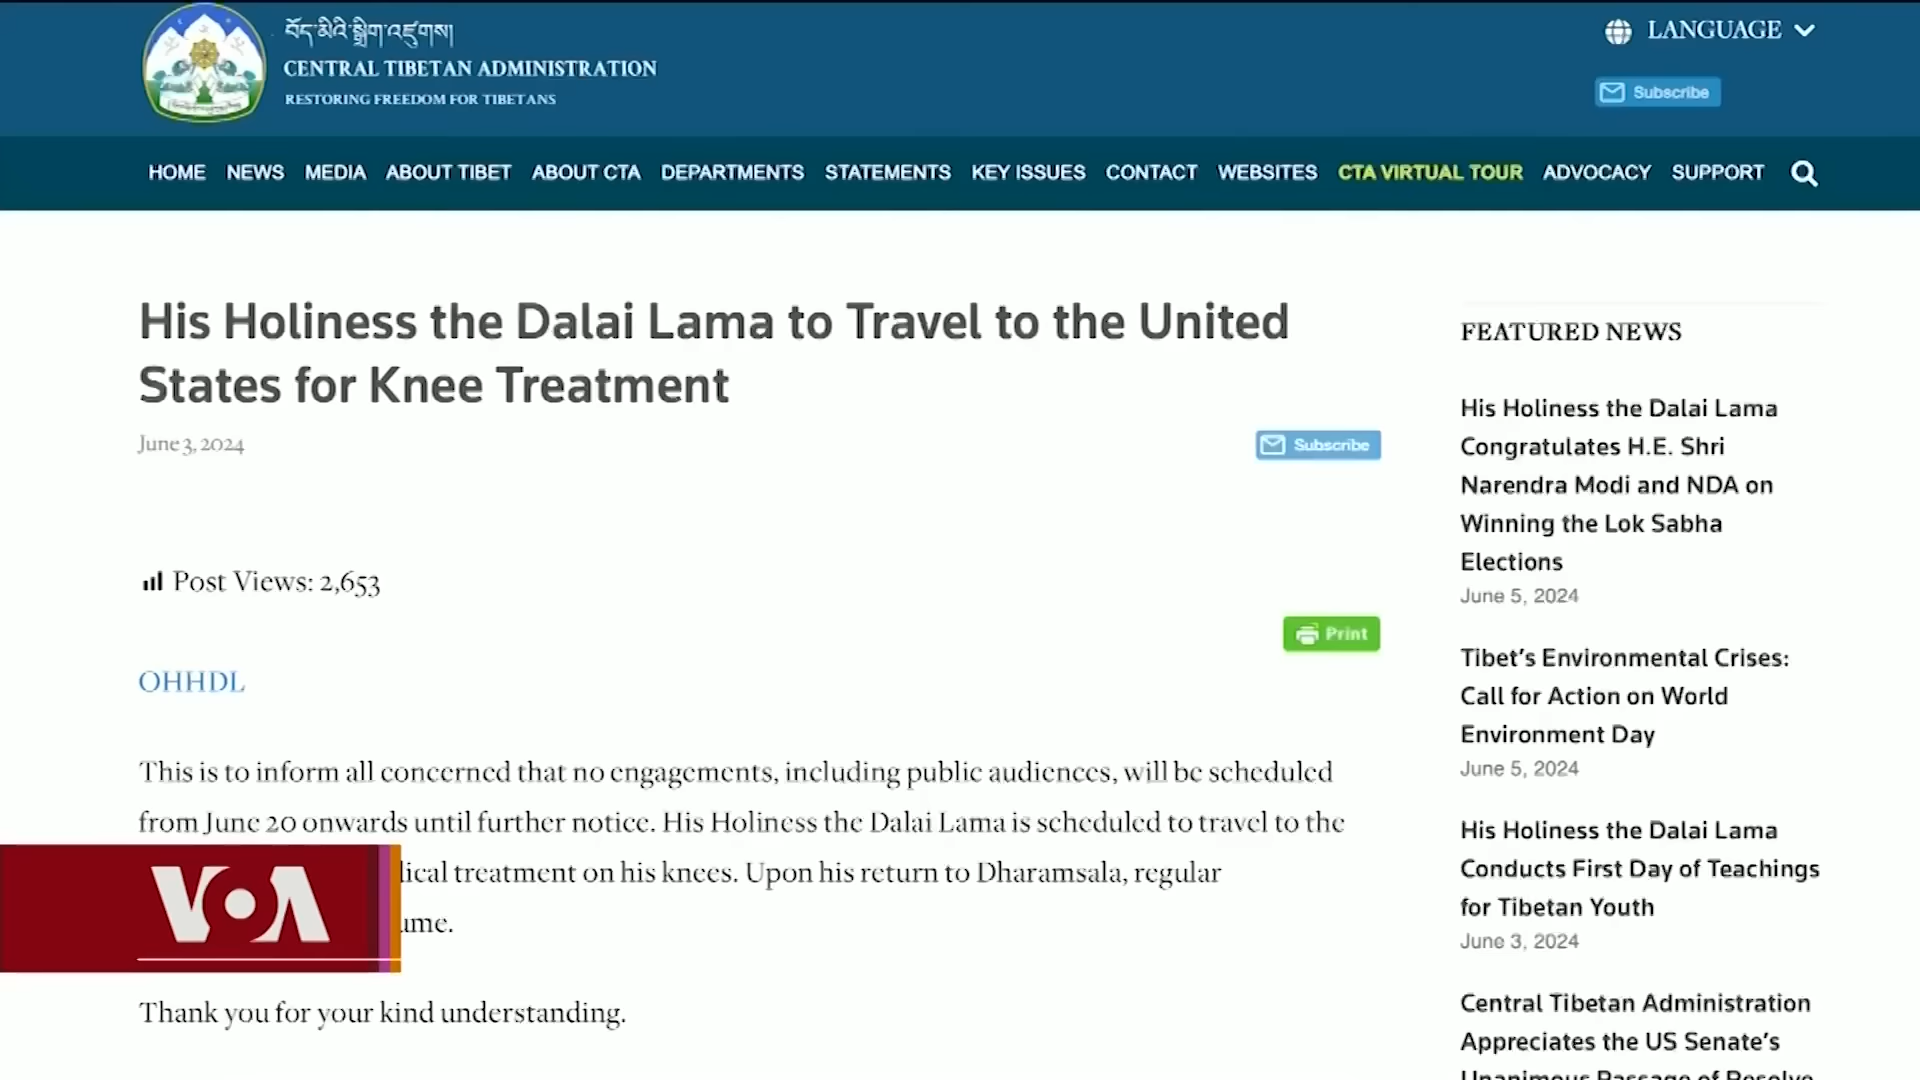 བོད་མིའི་སྒྲིག་འཛུགས།
CENTRAL TIBETAN ADMINISTRATION
RESTORING FREEDOM FOR TIBETANS
LANGUAGE
Subscribe
HOME NEWS MEDIA ABOUT TIBET ABOUT CTA DEPARTMENTS STATEMENTS KEY ISSUES CONTACT WEBSITES CTA VIRTUAL TOUR ADVOCACY SUPPORT
His Holiness the Dalai Lama to Travel to the United
States for Knee Treatment
June 3, 2024
Subscribe
Post Views: 2,653
Print
OHHDL
This is to inform all concerned that no engagements, including public audiences, will be scheduled
from June 20 onwards until further notice. His Holiness the Dalai Lama is scheduled to travel to the
lical treatment on his knees. Upon his return to Dharamsala, regular
ume.
Thank you for your kind understanding.
VOA
FEATURED NEWS
His Holiness the Dalai Lama
Congratulates H.E. Shri
Narendra Modi and NDA on
Winning the Lok Sabha
Elections
June 5, 2024
Tibet’s Environmental Crises:
Call for Action on World
Environment Day
June 5, 2024
His Holiness the Dalai Lama
Conducts First Day of Teachings
for Tibetan Youth
June 3, 2024
Central Tibetan Administration
Appreciates the US Senate’s
Unanimous Passage of Resolve